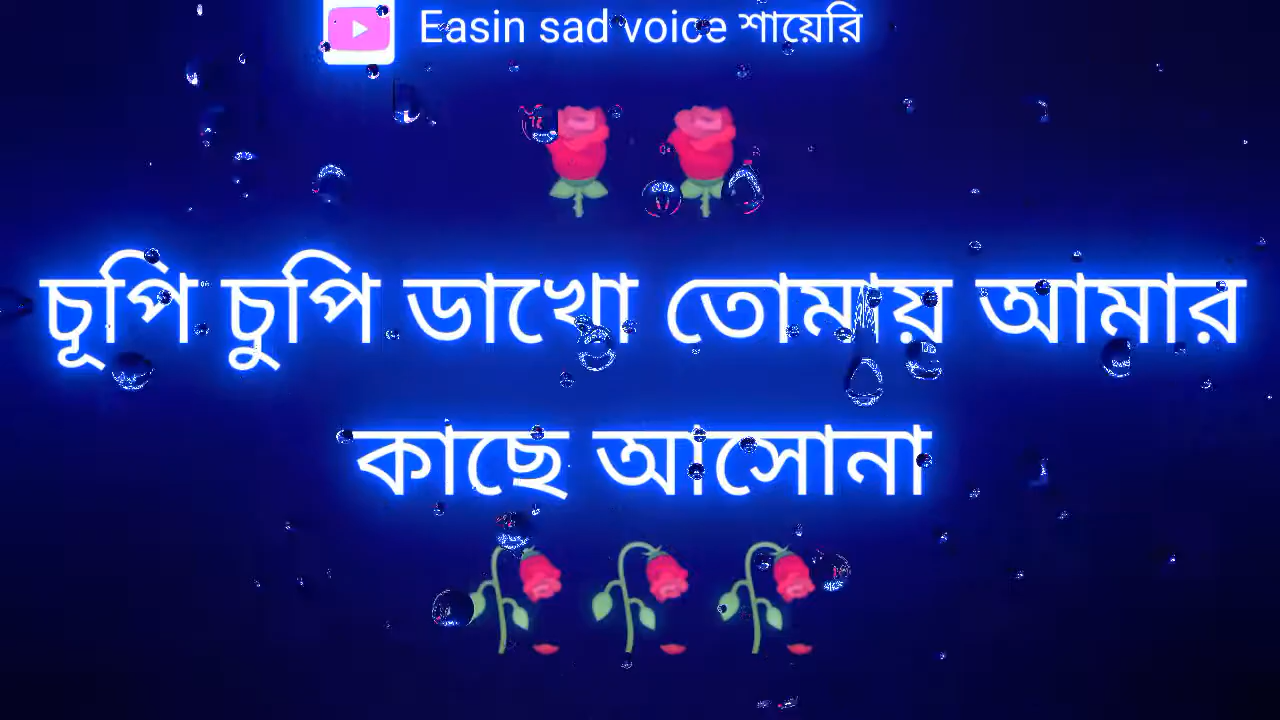 Easin sad voice শায়েরি
চূপি চুপি ডাখো তোমায় আমার
কাছে আসোনা